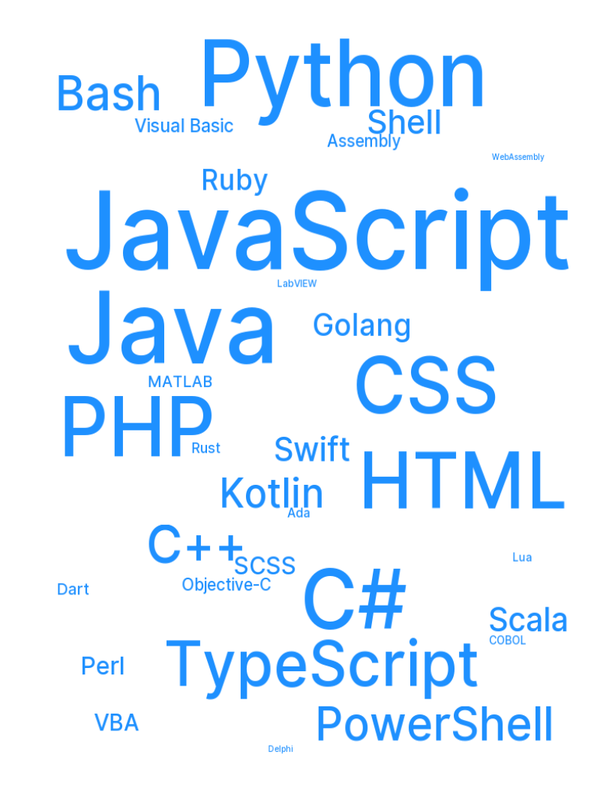 Python
Bash
Shell
Visual Basic
Assembly
WebAssembly
Ruby
JavaScript
LabVIEW
Java
Golang
MATLAB
CSS
PHP
Rust
Swift
HTML
Kotlin
Ada
C++
SCSS
Lua
Objective-C
Dart
C#
Scala
COBOL
TypeScript
Perl
VBA
PowerShell
Delphi